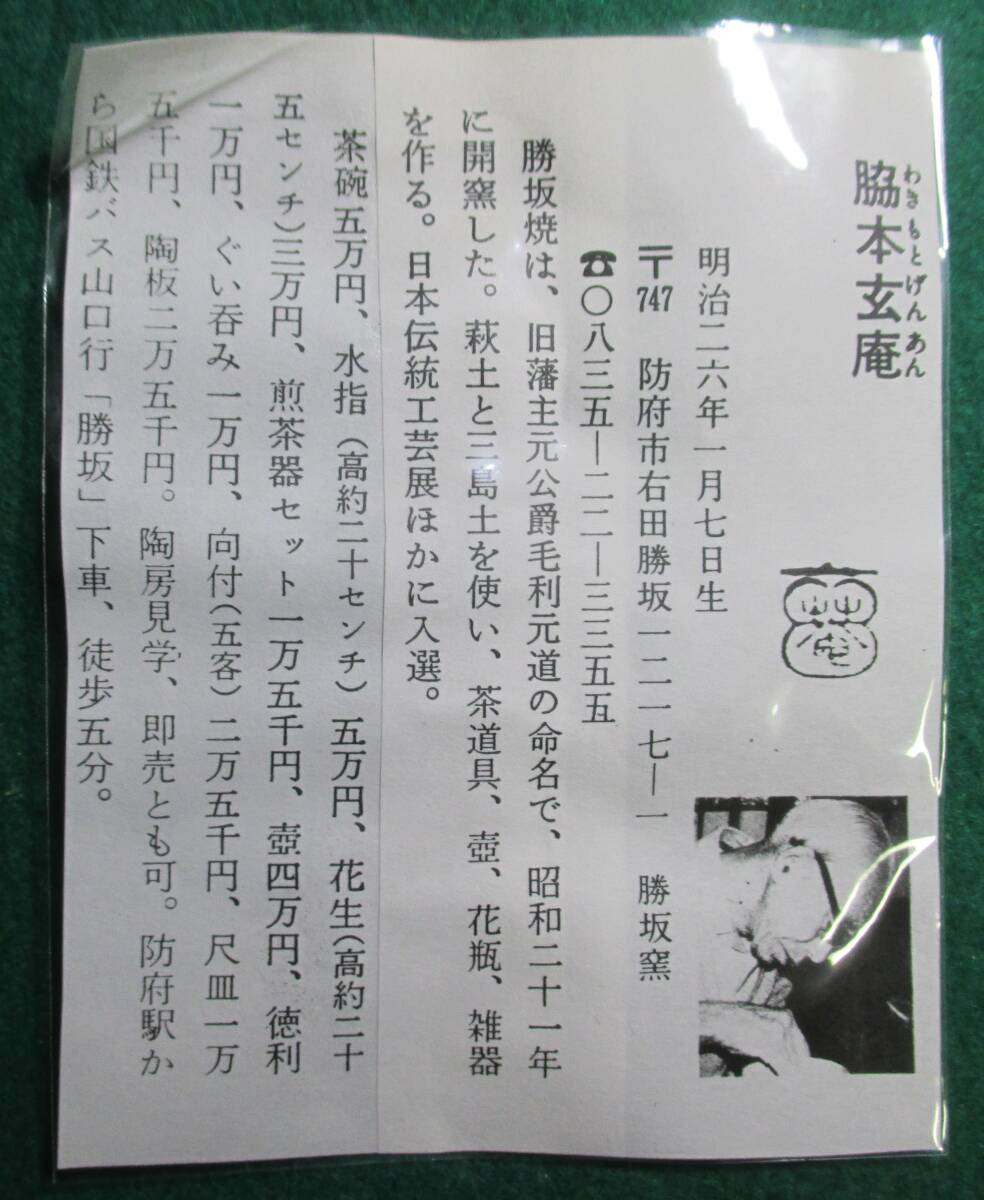 脇本玄庵
わきもとげんあん
明治二六年一月七日生
〒747 防府市右田勝坂一二一七―一 勝坂窯
☎〇八三五―二二―三三五五
勝坂焼は、旧藩主元公爵毛利元道の命名で、昭和二十一年
に開窯した。萩土と三島土を使い、茶道具、壺、花瓶、雑器
を作る。日本伝統工芸展ほかに入選。
茶碗五万円、水指（高約二十センチ）五万円、花生（高約二十
五センチ）三万円、煎茶器セット一万五千円、壺四万円、徳利
一万円、ぐい呑み一万円、向付（五客）二万五千円、尺皿一万
五千円、陶板二万五千円。陶房見学、即売とも可。防府駅か
ら国鉄バス山口行「勝坂」下車、徒歩五分。